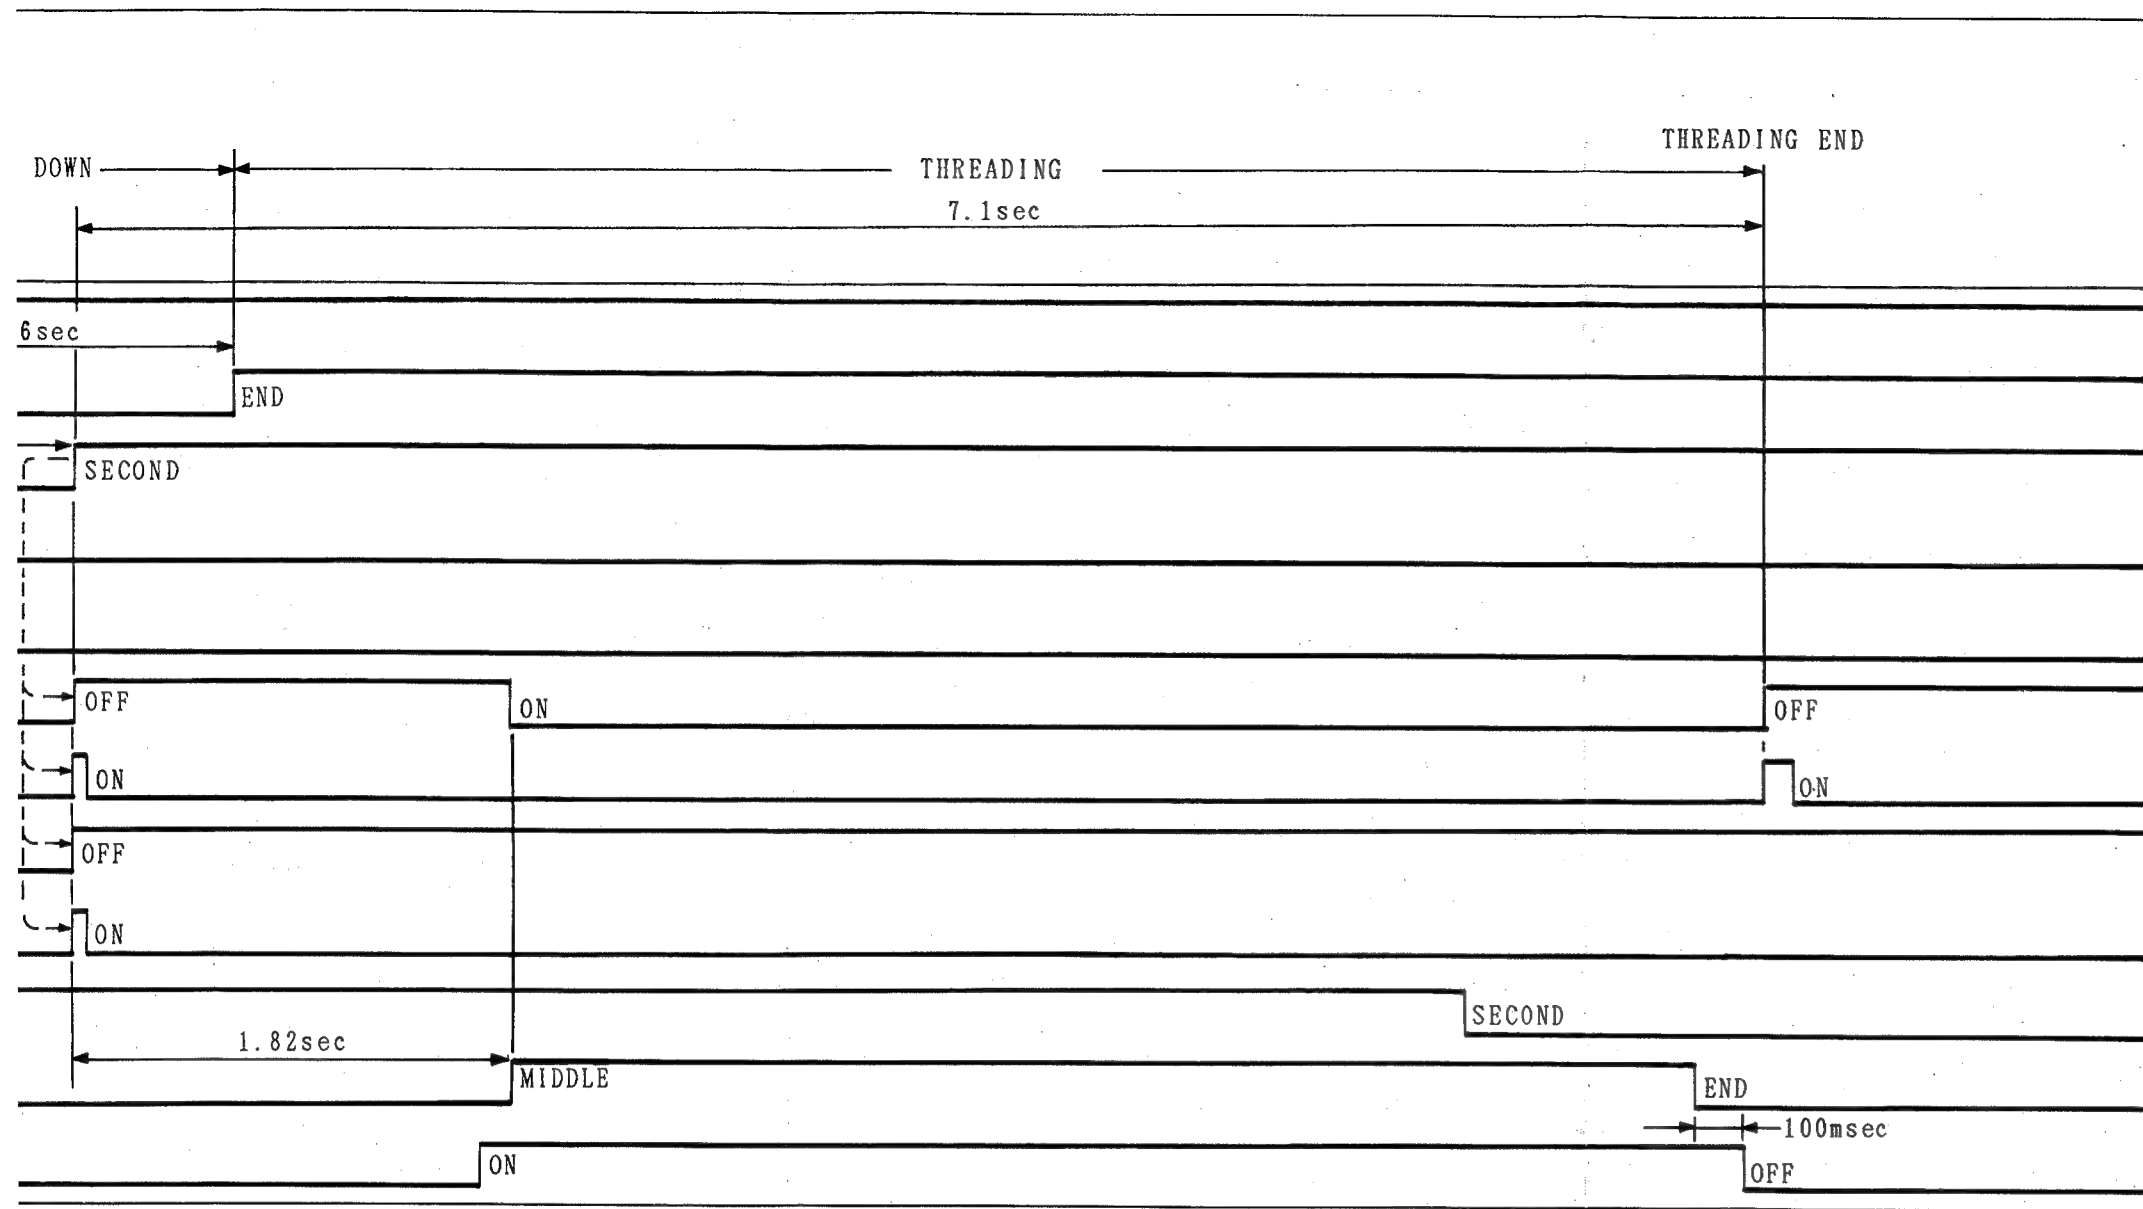 THREADING END
DOWN
THREADING
7.1sec
6sec
END
SECOND
OFF
ON
OFF
ON
ON
OFF
ON
SECOND
1.82sec
MIDDLE
END
100msec
ON
OFF